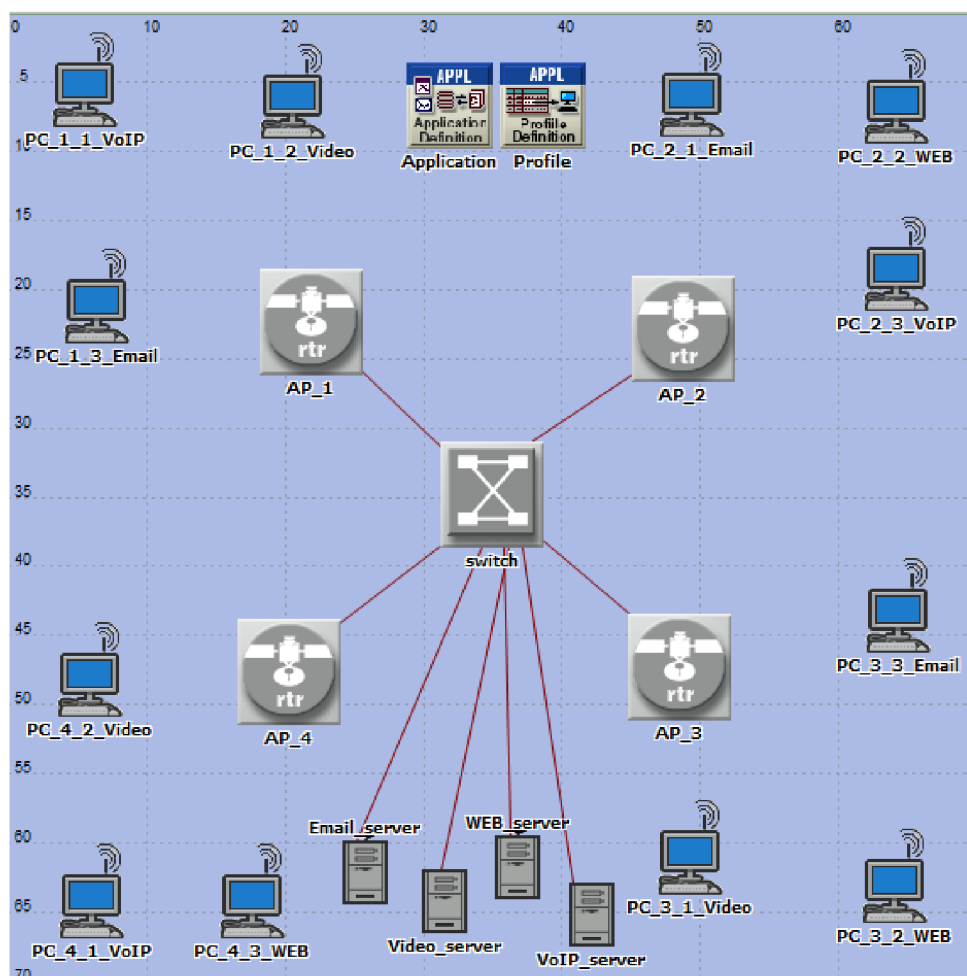 0 10 20 30 40 50 60
5
PC_1_1_VoIP
PC_1_2_Video
APPL
Application
Definition
Application
APPL
Profile
Definition
Profile
PC_2_1_Email
PC_2_2_WEB
10
15
20
PC_1_3_Email
rtr
AP_1
rtr
AP_2
PC_2_3_VoIP
25
30
35
switch
40
45
PC_4_2_Video
rtr
AP_4
rtr
AP_3
PC_3_3_Email
50
55
60
Email_server
WEB_server
65
PC_4_1_VoIP
PC_4_3_WEB
Video_server
VoIP_server
PC_3_1_Video
PC_3_2_WEB
70